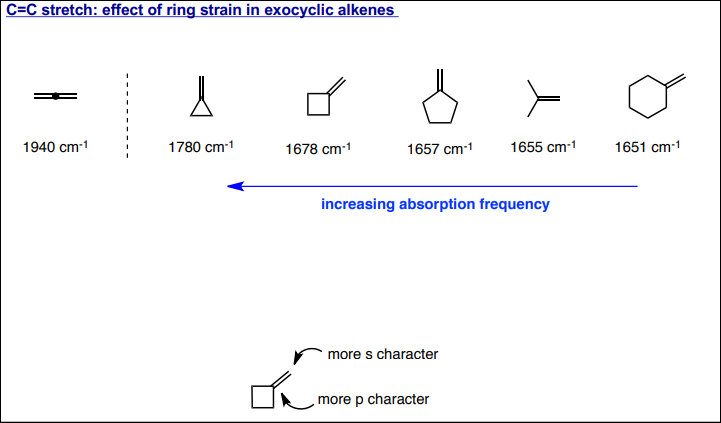 C=C stretch: effect of ring strain in exocyclic alkenes
1940 cm-1 1780 cm-1 1678 cm-1 1657 cm-1 1655 cm-1 1651 cm-1
increasing absorption frequency
more s character
more p character